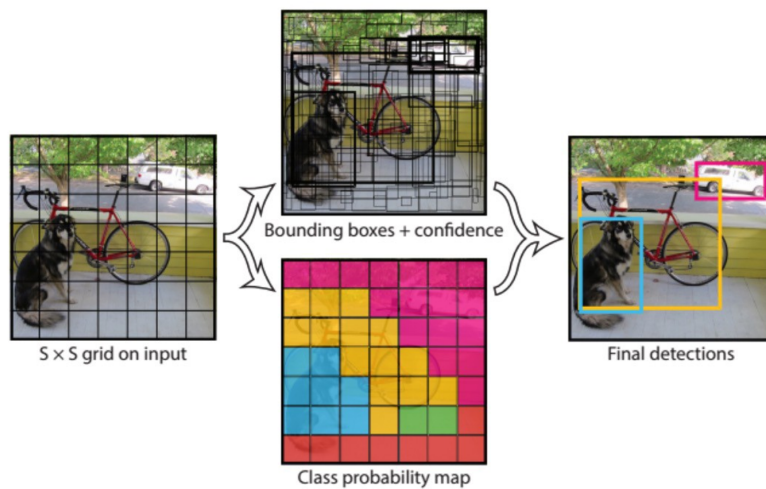 S × S grid on input
Bounding boxes + confidence
Class probability map
Final detections